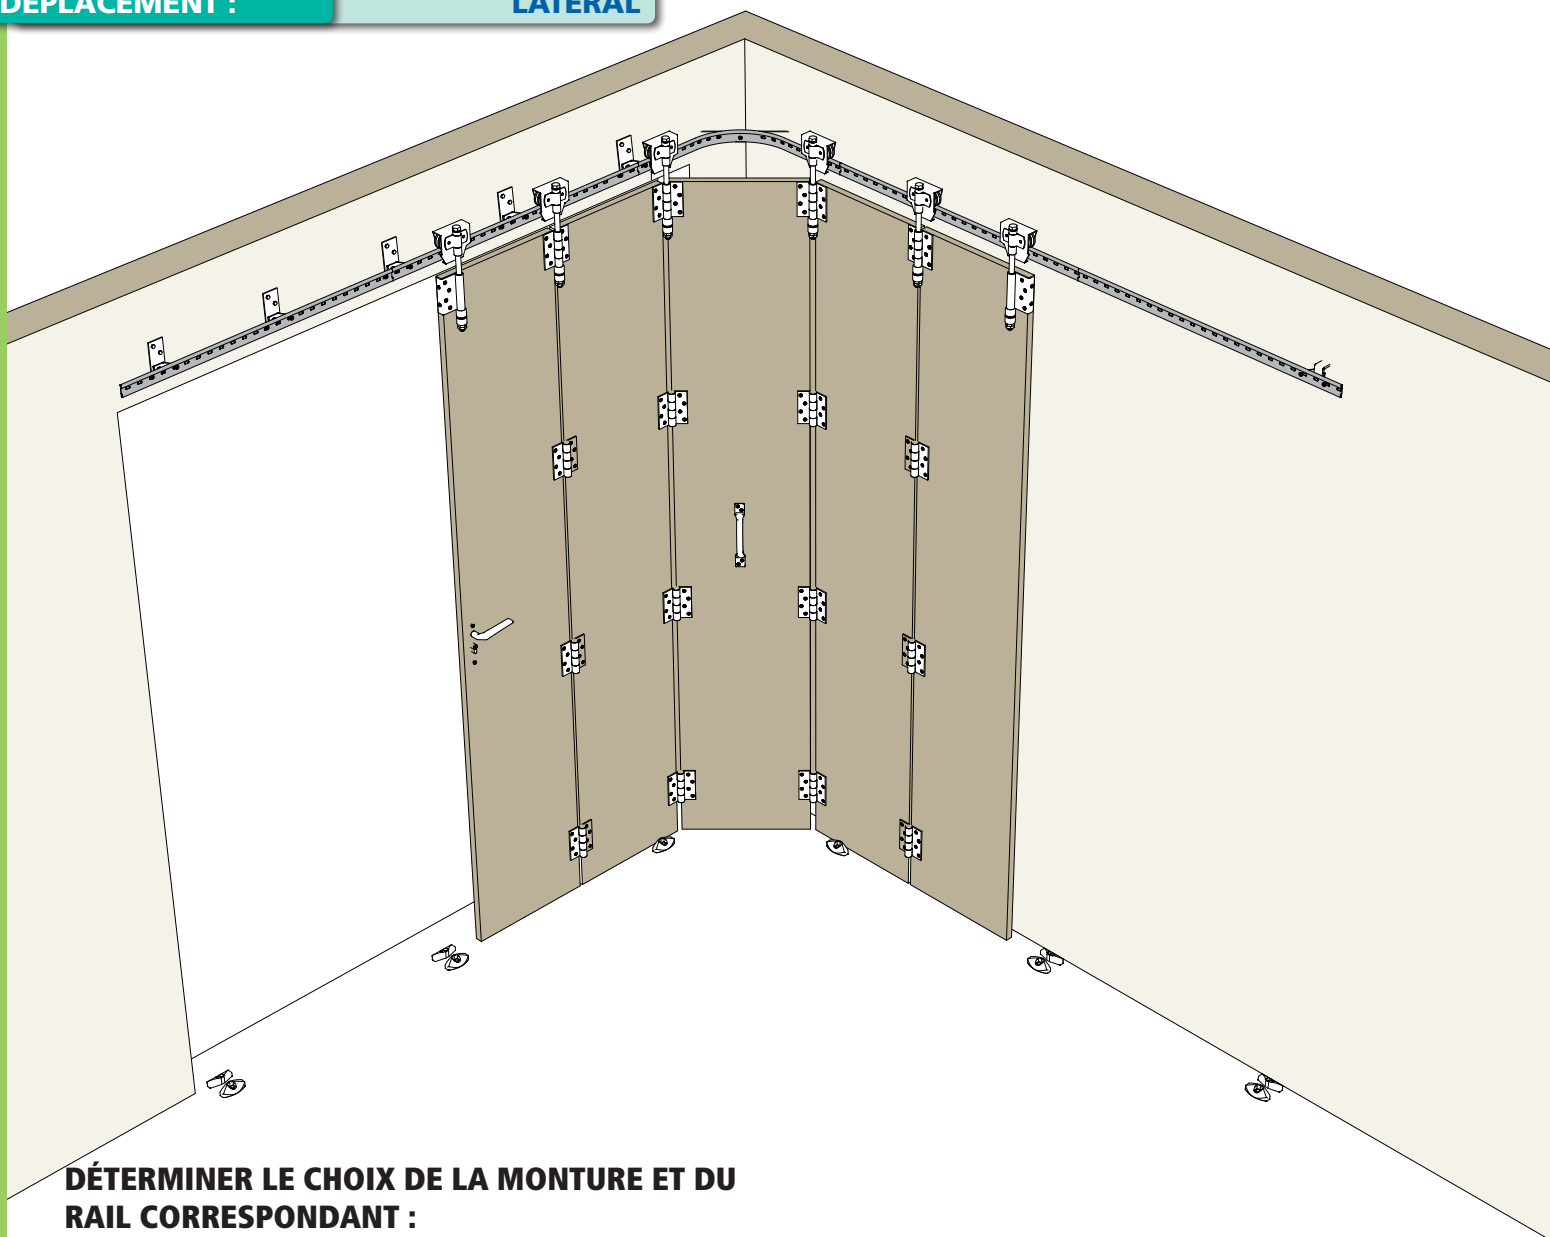 DÉPLACEMENT :
LATÉRAL
DÉTERMINER LE CHOIX DE LA MONTURE ET DU
RAIL CORRESPONDANT :